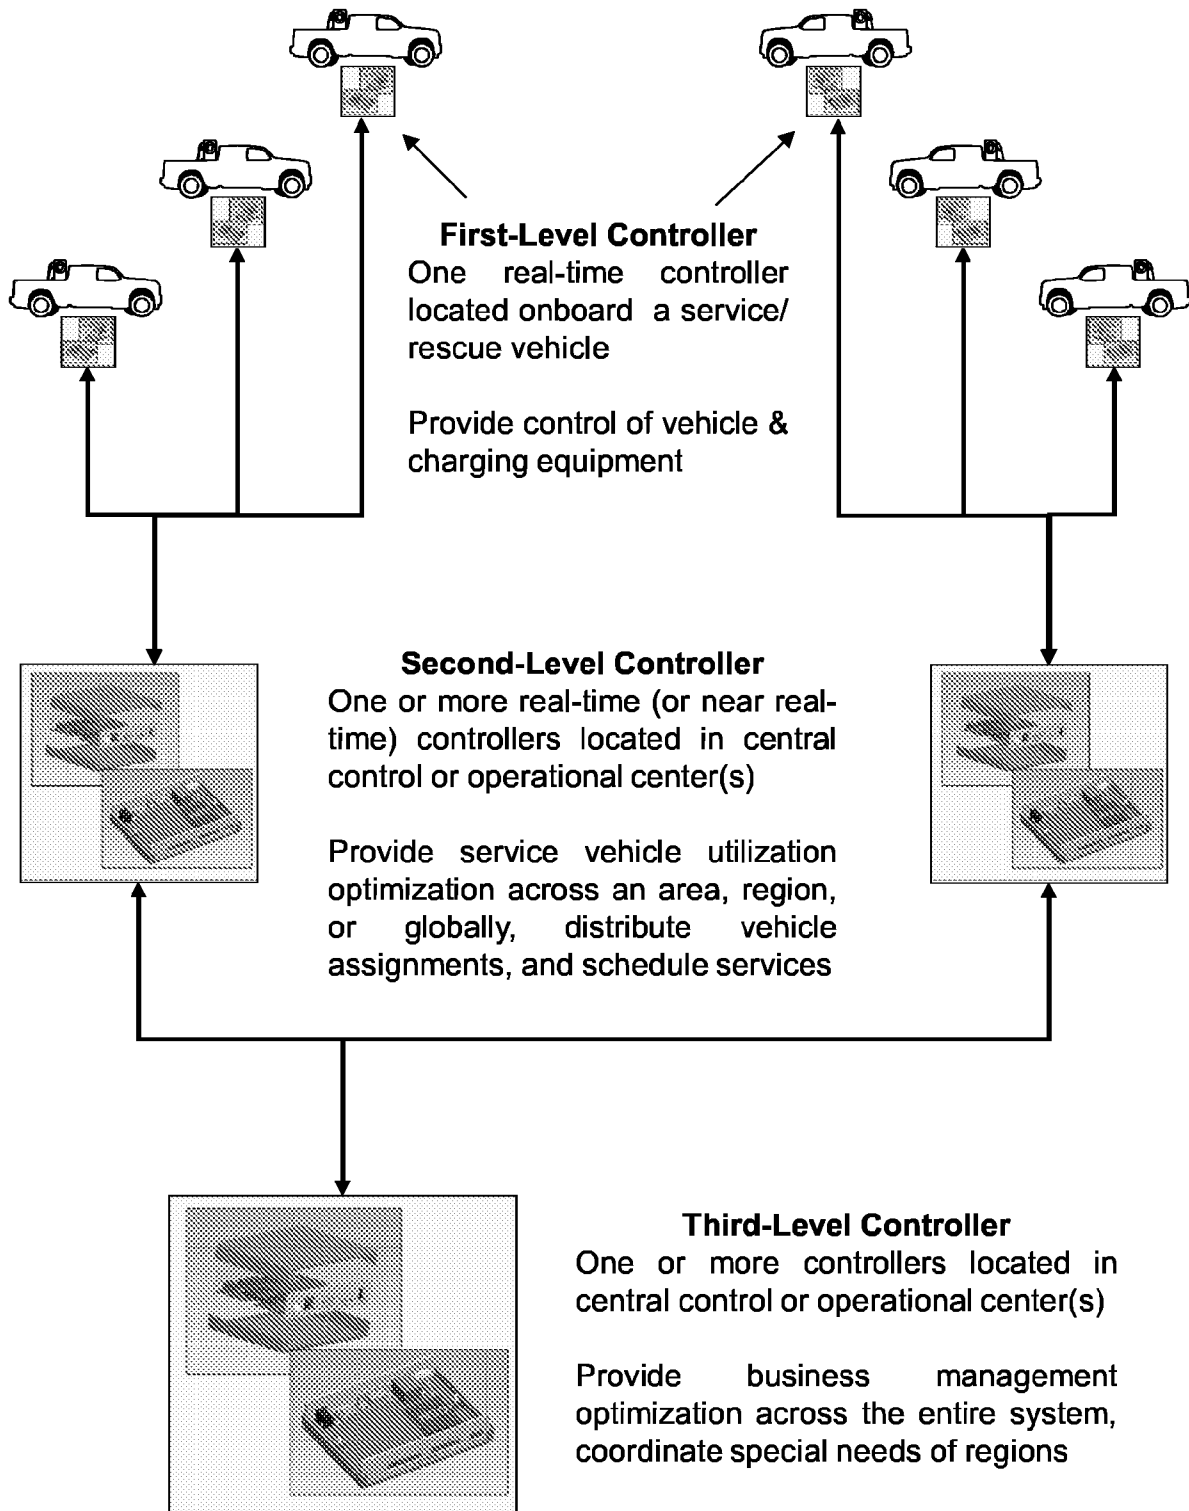 First-Level Controller
One real-time controller
located onboard a service/
rescue vehicle
Provide control of vehicle &
charging equipment
Second-Level Controller
One or more real-time (or near real-
time) controllers located in central
control or operational center(s)
Provide service vehicle utilization
optimization across an area, region,
or globally, distribute vehicle
assignments, and schedule services
Third-Level Controller
One or more controllers located in
central control or operational center(s)
Provide business management
optimization across the entire system,
coordinate special needs of regions